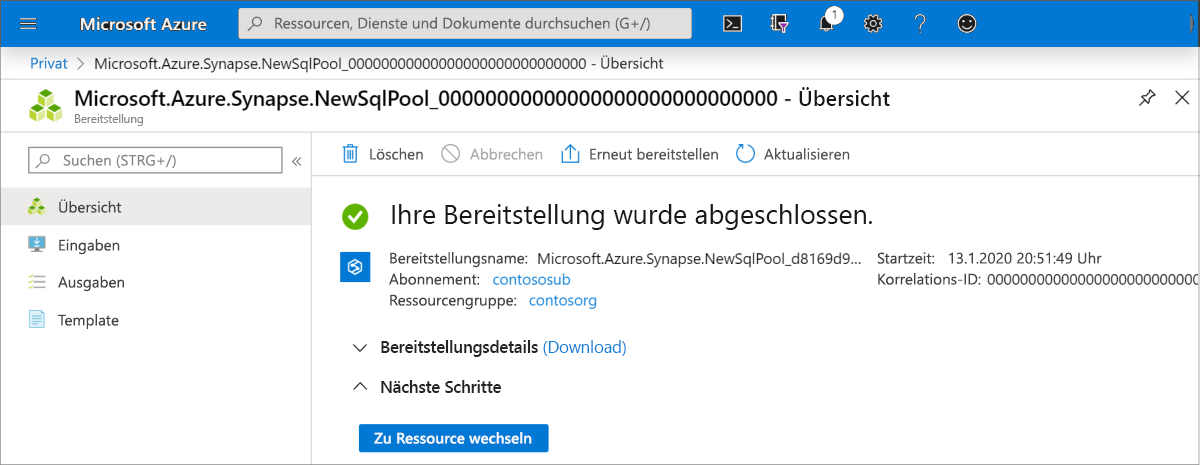 Microsoft Azure
Ressourcen, Dienste und Dokumente durchsuchen (G+/)
1
Privat > Microsoft.Azure.Synapse.NewSqlPool_00000000000000000000000000000 - Übersicht
Microsoft.Azure.Synapse.NewSqlPool_00000000000000000000000000000 - Übersicht
Bereitstellung
Suchen (STRG+/)
«
Löschen Abbrechen Erneut bereitstellen Aktualisieren
Übersicht
Eingaben
Ausgaben
Template
Ihre Bereitstellung wurde abgeschlossen.
Bereitstellungsname: Microsoft.Azure.Synapse.NewSqlPool_d8169d9... Startzeit: 13.1.2020 20:51:49 Uhr
Abonnement: contososub Korrelations-ID: 00000000000000000000000000
Ressourcengruppe: contosorg
Bereitstellungsdetails (Download)
Nächste Schritte
Zu Ressource wechseln